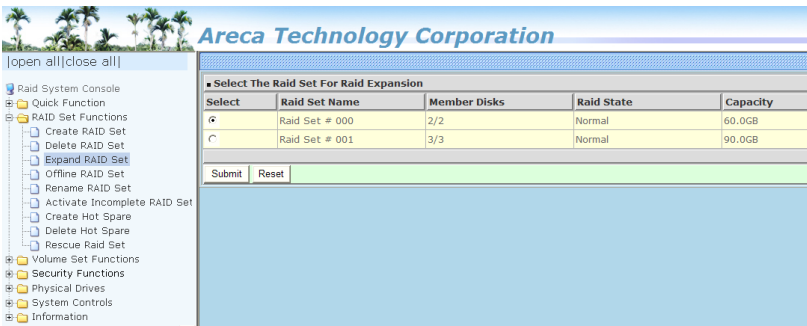 Areca Technology Corporation
|open all|close all|
Raid System Console
Quick Function
RAID Set Functions
Create RAID Set
Delete RAID Set
Expand RAID Set
Offline RAID Set
Rename RAID Set
Activate Incomplete RAID Set
Create Hot Spare
Delete Hot Spare
Rescue Raid Set
Volume Set Functions
Security Functions
Physical Drives
System Controls
Information
Select The Raid Set For Raid Expansion
Select Raid Set Name Member Disks Raid State Capacity
Raid Set # 000 2/2 Normal 60.0GB
Raid Set # 001 3/3 Normal 90.0GB
Submit Reset